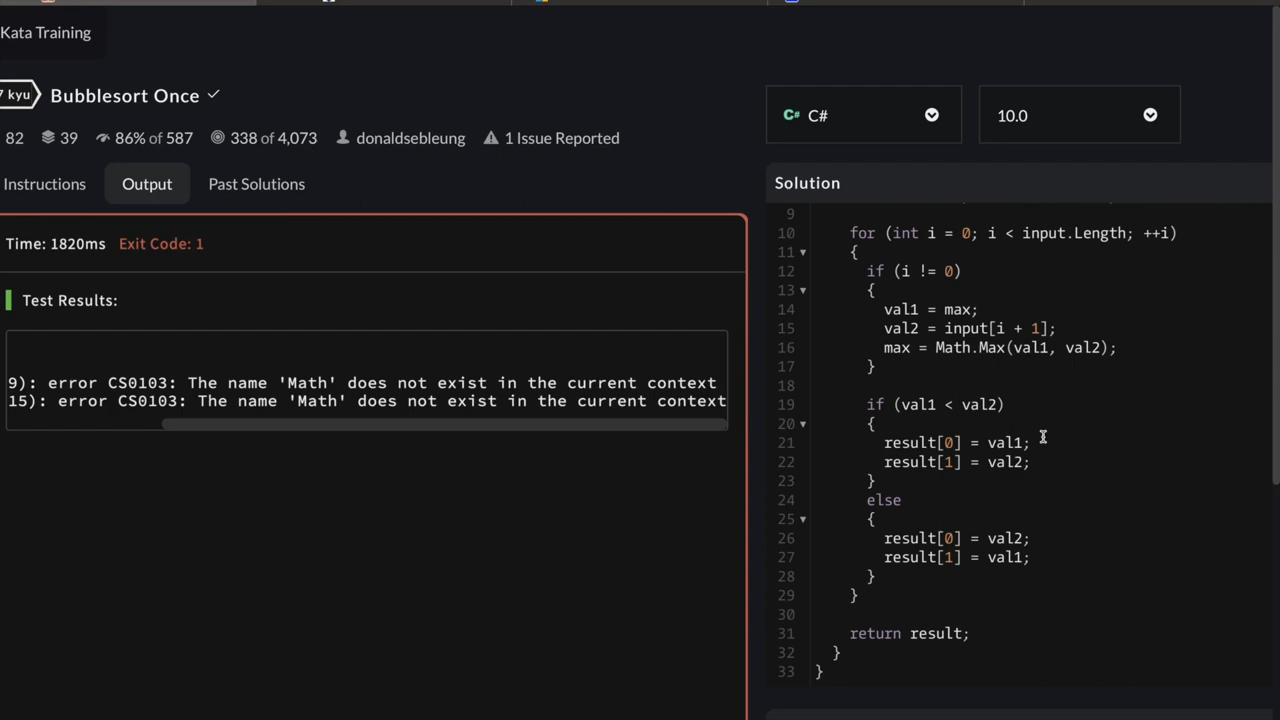 Kata Training
7 kyu
Bubblesort Once
82 39 86% of 587 338 of 4,073 donaldsebleung 1 Issue Reported
Instructions Output Past Solutions
Time: 1820ms Exit Code: 1
Test Results:
9): error CS0103: The name 'Math' does not exist in the current context
15): error CS0103: The name 'Math' does not exist in the current context
C# C#
10.0
Solution
9
10 for (int i = 0; i < input.Length; ++i)
11 {
12 if (i != 0)
13 {
14 val1 = max;
15 val2 = input[i + 1];
16 max = Math.Max(val1, val2);
17 }
18
19 if (val1 < val2)
20 {
21 result[0] = val1;
22 result[1] = val2;
23 }
24 else
25 {
26 result[0] = val2;
27 result[1] = val1;
28 }
29 }
30
31 return result;
32 }
33 }